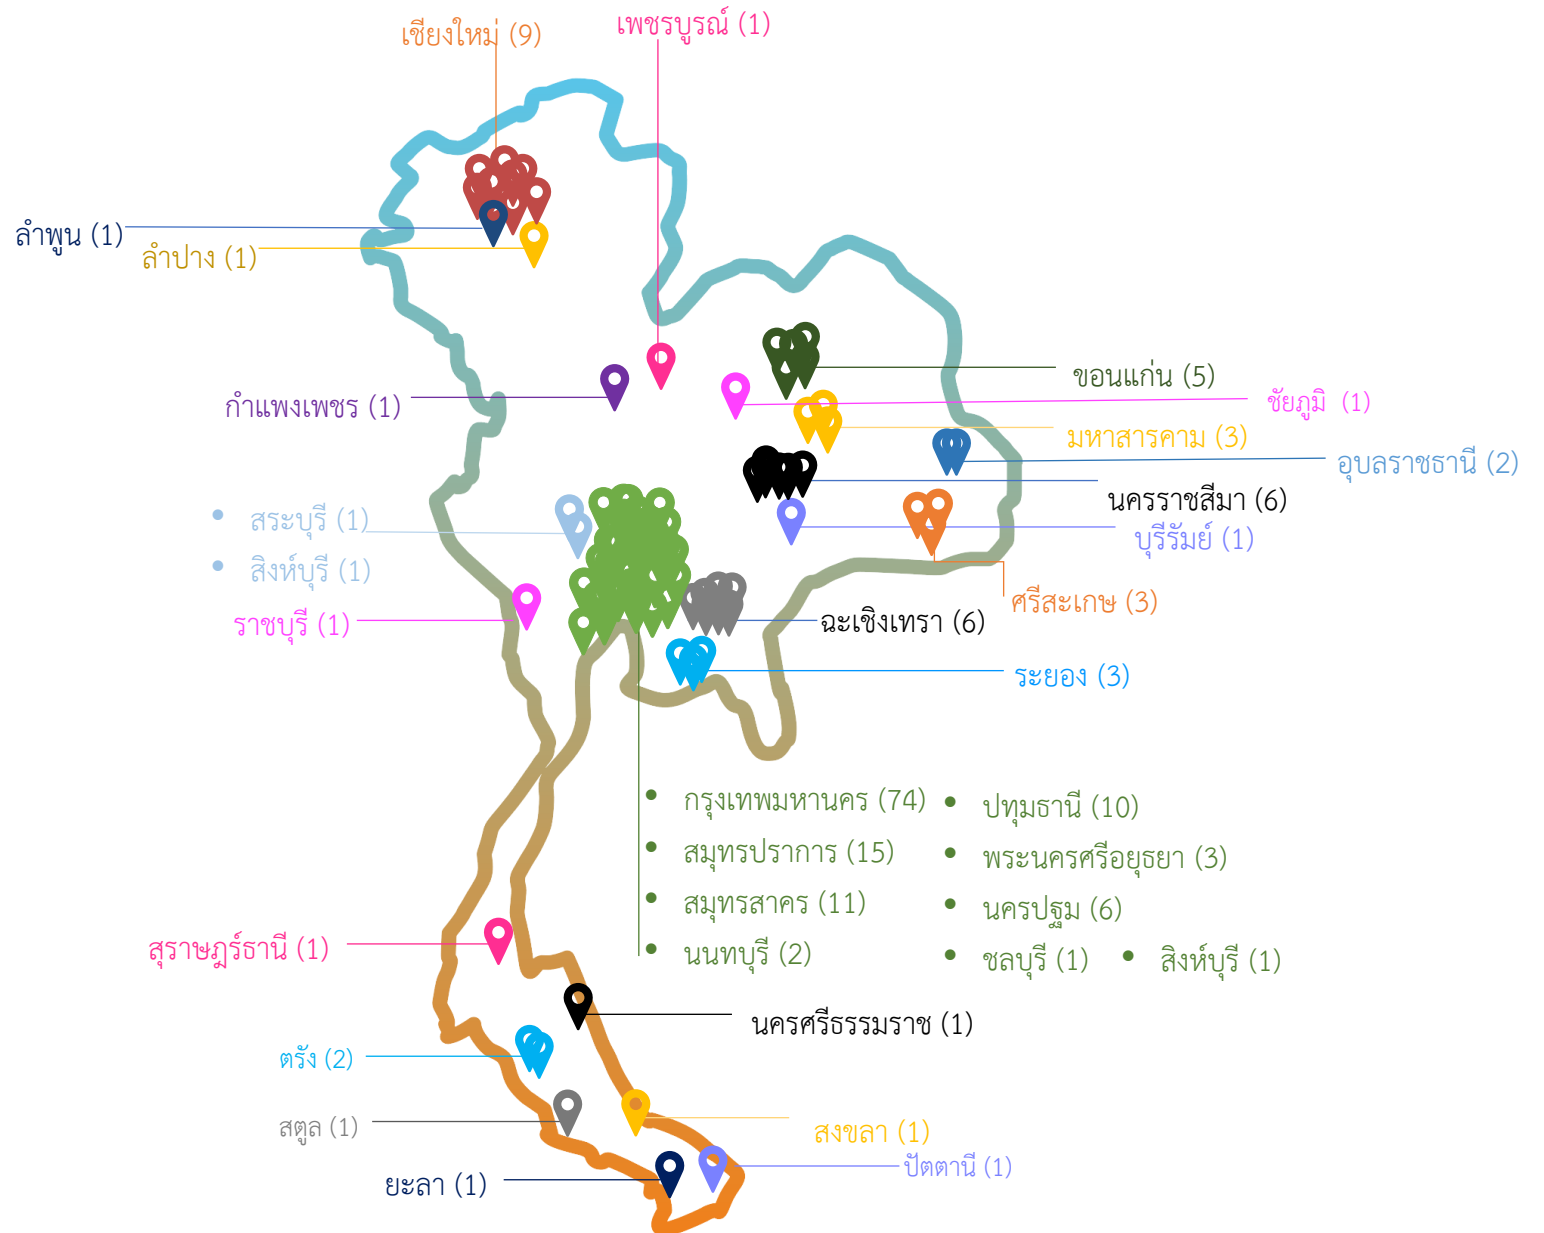 เพชรบูรณ์ (1)
เชียงใหม่ (9)
ลำพูน (1)
ลำปาง (1)
ขอนแก่น (5)
ชัยภูมิ (1)
กำแพงเพชร (1)
มหาสารคาม (3)
อุบลราชธานี (2)
นครราชสีมา (6)
• สระบุรี (1)
บุรีรัมย์ (1)
• สิงห์บุรี (1)
ศรีสะเกษ (3)
ราชบุรี (1)
ฉะเชิงเทรา (6)
ระยอง (3)
• กรุงเทพมหานคร (74)
• ปทุมธานี (10)
• สมุทรปราการ (15)
• พระนครศรีอยุธยา (3)
• สมุทรสาคร (11)
• นครปฐม (6)
• นนทบุรี (2)
• ชลบุรี (1) • สิงห์บุรี (1)
สุราษฎร์ธานี (1)
นครศรีธรรมราช (1)
ตรัง (2)
สตูล (1)
สงขลา (1)
ปัตตานี (1)
ยะลา (1)